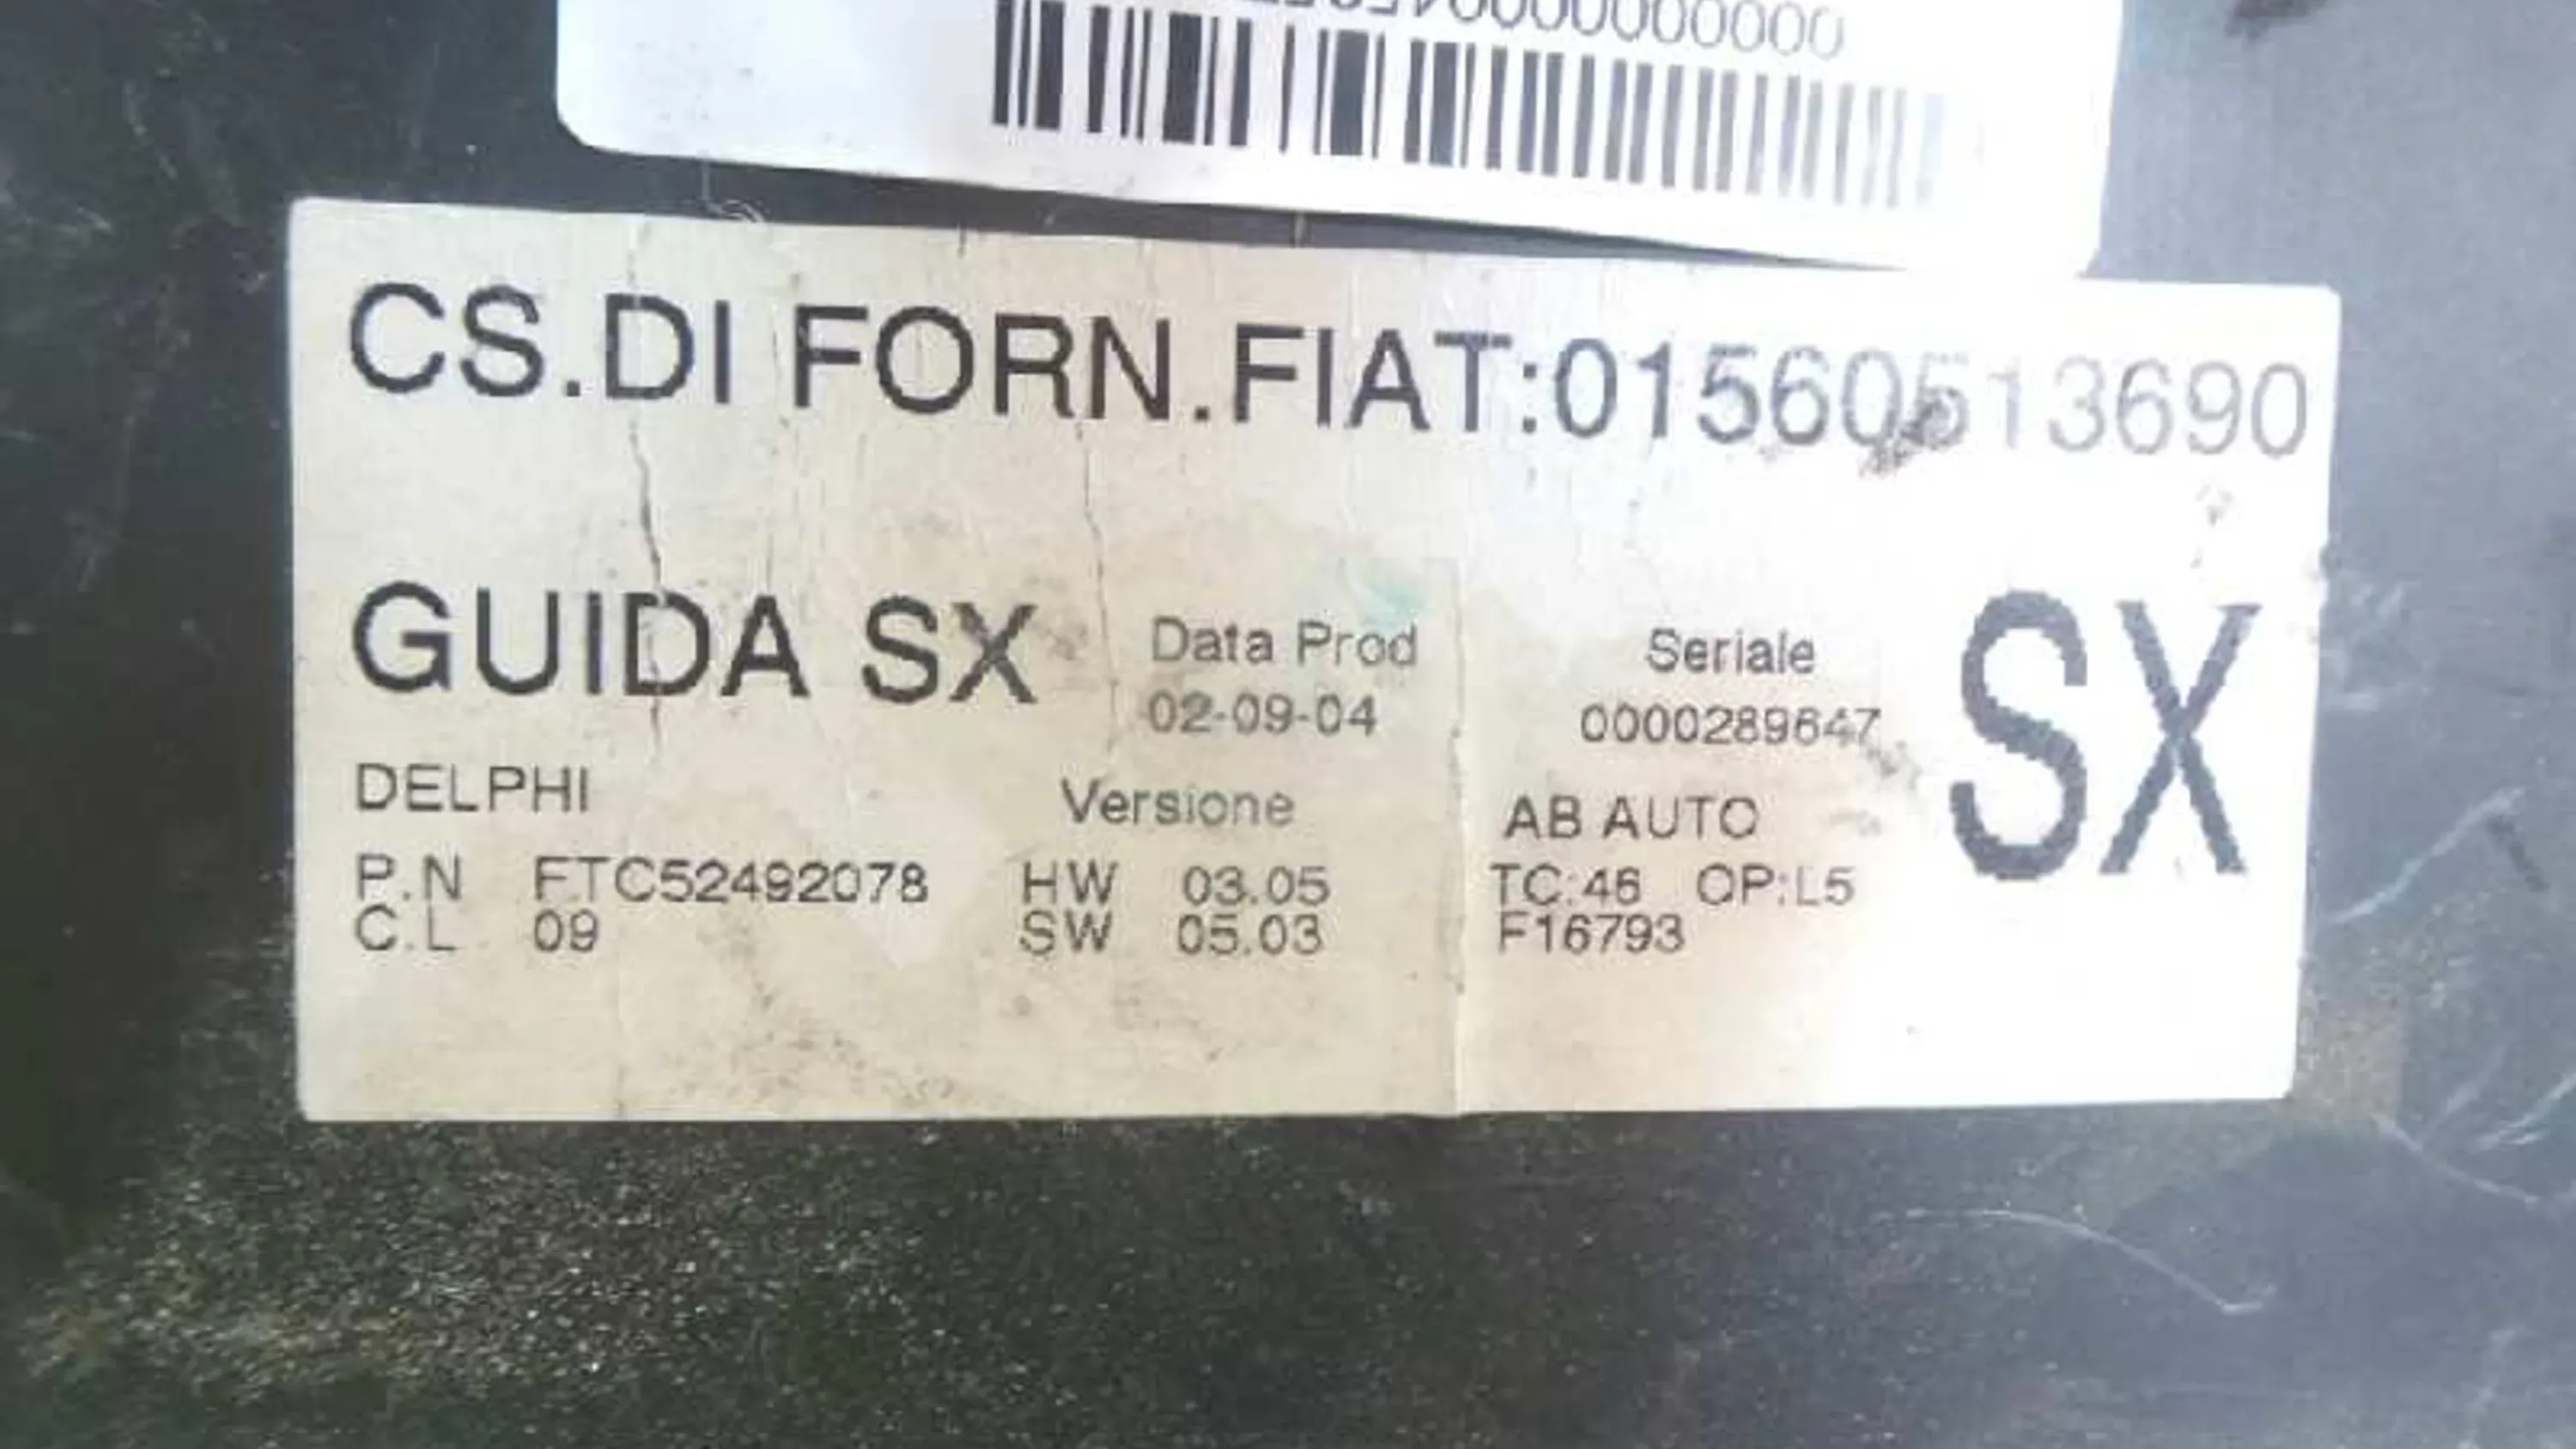 CS.DI FORN.FIAT:01560513690
GUIDA SX
Data Prod
02-09-04
Seriale
0000289647
SX
DELPHI
P.N FTC52492078
C.L 09
Versione
HW 03.05
SW 05.03
AB AUTO
TC:46 OP:L5
F16793